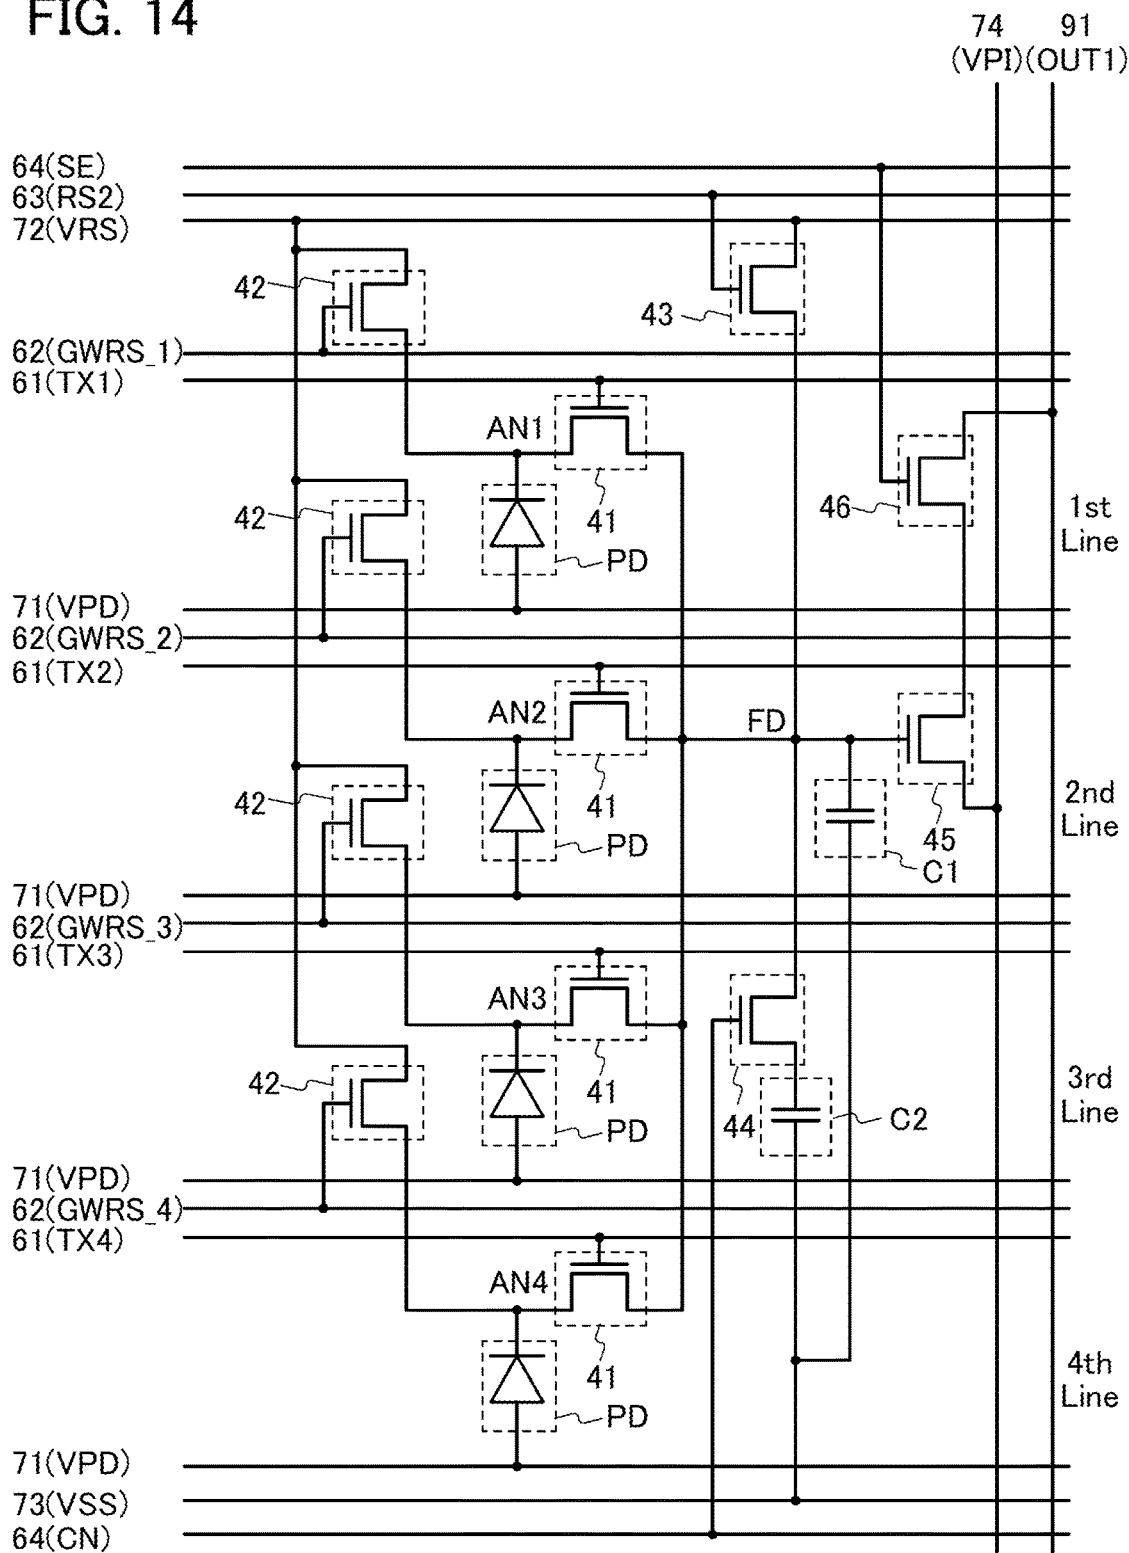 FIG. 14
74 91
(VPI)(OUT1)
64(SE)
63(RS2)
72(VRS)
42
43
62(GWRS_1)
61(TX1)
AN1
41
42
46
1st
Line
PD
71(VPD)
62(GWRS_2)
61(TX2)
AN2
FD
41
42
2nd
Line
45
PD
C1
71(VPD)
62(GWRS_3)
61(TX3)
AN3
41
42
3rd
Line
44
C2
PD
71(VPD)
62(GWRS_4)
61(TX4)
AN4
41
4th
Line
PD
71(VPD)
73(VSS)
64(CN)